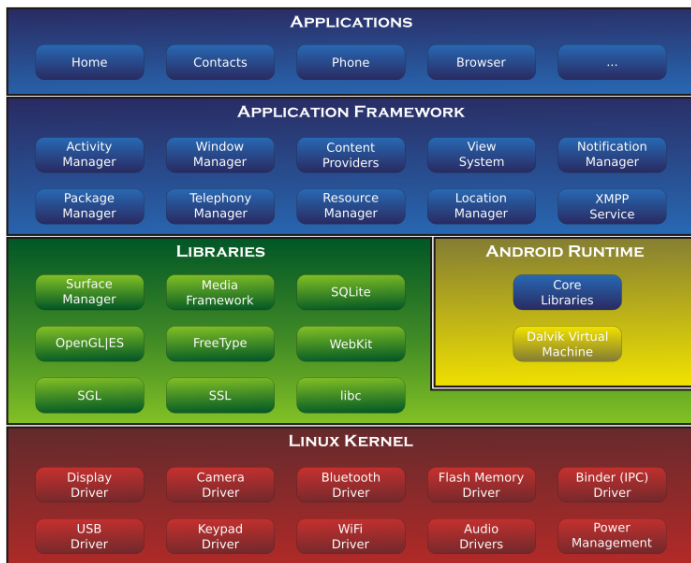 APPLICATIONS
Home
Contacts
Phone
Browser
...
APPLICATION FRAMEWORK
Activity
Manager
Window
Manager
Content
Providers
View
System
Notification
Manager
Package
Manager
Telephony
Manager
Resource
Manager
Location
Manager
XMPP
Service
LIBRARIES
Surface
Manager
Media
Framework
SQLite
OpenGL|ES
FreeType
WebKit
SGL
SSL
libc
ANDROID RUNTIME
Core
Libraries
Dalvik Virtual
Machine
LINUX KERNEL
Display
Driver
Camera
Driver
Bluetooth
Driver
Flash Memory
Driver
Binder (IPC)
Driver
USB
Driver
Keypad
Driver
WiFi
Driver
Audio
Drivers
Power
Management